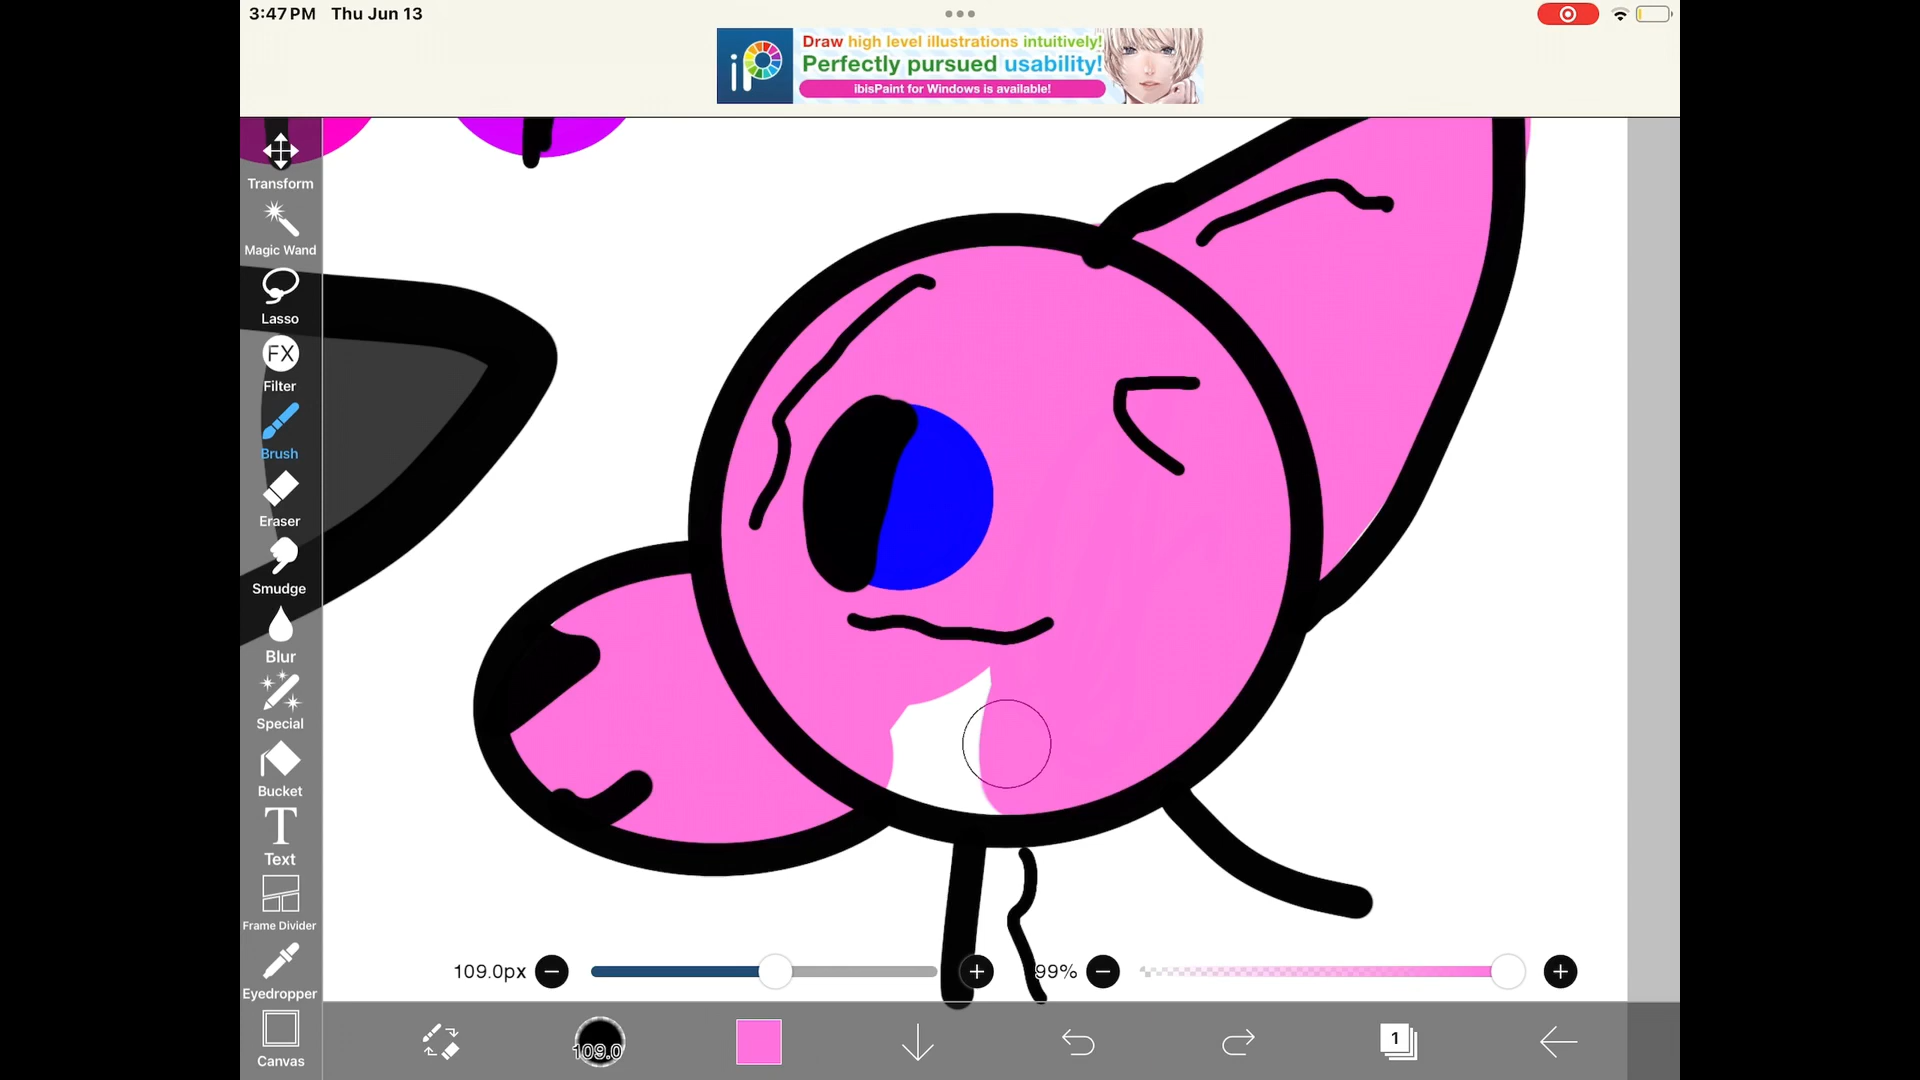 3:47 PM Thu Jun 13
iP
Draw high level illustrations intuitively!
Perfectly pursued usability!
ibisPaint for Windows is available!
Transform
Magic Wand
Lasso
FX
Filter
Brush
Eraser
Smudge
Blur
Special
Bucket
T
Text
Frame Divider
Eyedropper
Canvas
109.0px
99%
109.0
1